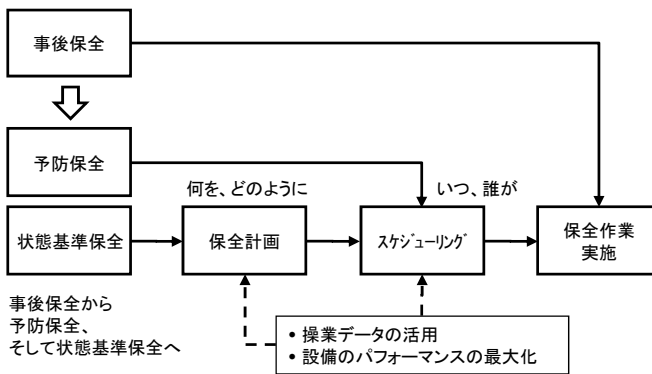 事後保全
予防保全
何を、どのように
いつ、誰が
状態基準保全
保全計画
ｽｹｼﾞｭｰﾘﾝｸﾞ
保全作業
実施
事後保全から
予防保全、
そして状態基準保全へ
• 操業データの活用
• 設備のパフォーマンスの最大化